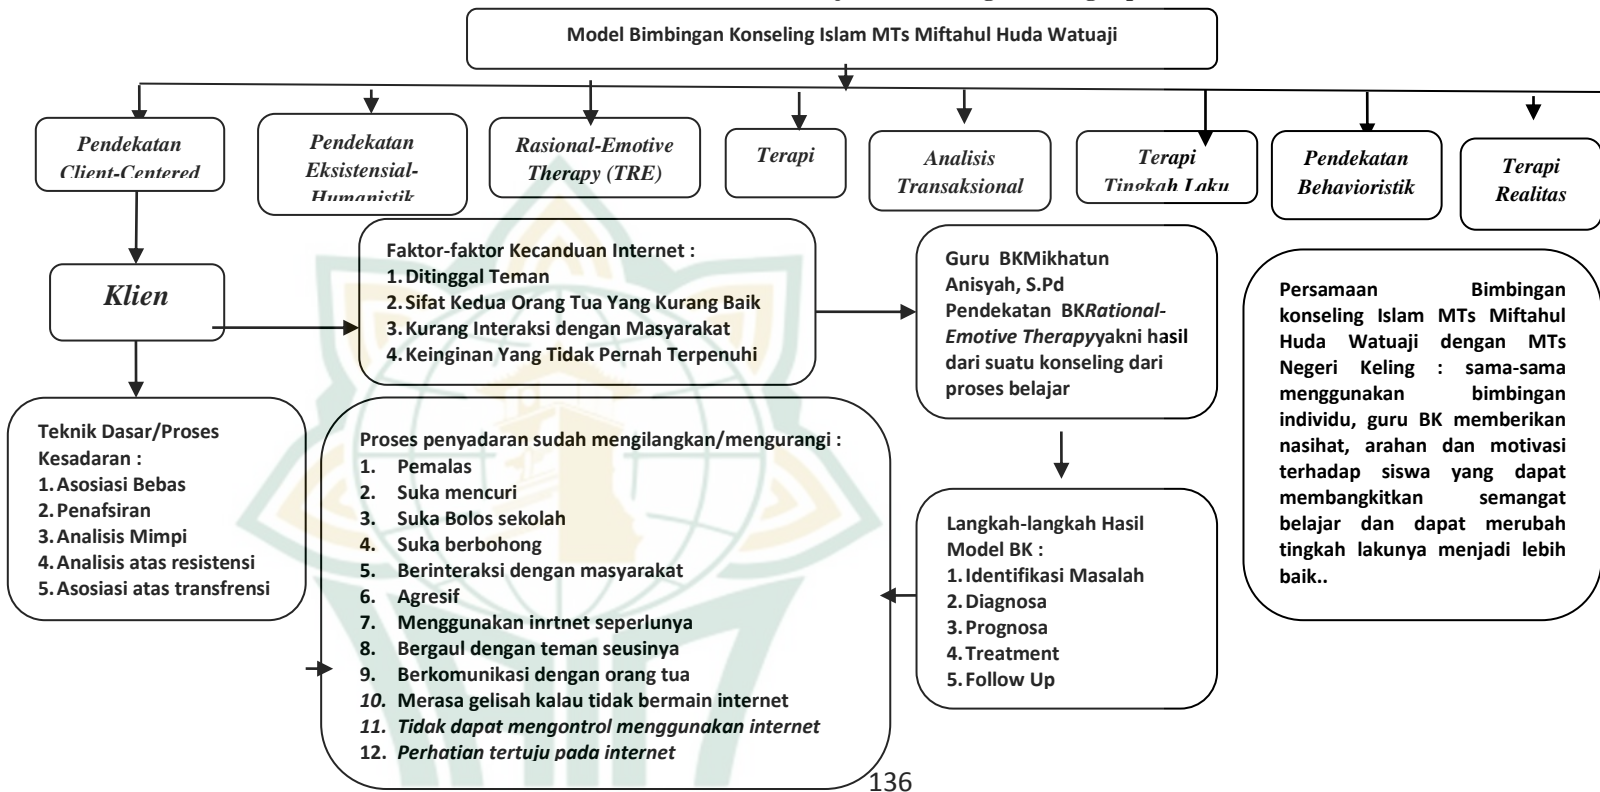 Model Bimbingan Konseling Islam MTs Miftahul Huda Watuaji
Pendekatan
Client-Centered
Pendekatan
Eksistensial-
Humanistik
Rasional-Emotive
Therapy (TRE)
Terapi
Analisis
Transaksional
Terapi
Tingkah Laku
Pendekatan
Behavioristik
Terapi
Realitas
Klien
Faktor-faktor Kecanduan Internet :
1. Ditinggal Teman
2. Sifat Kedua Orang Tua Yang Kurang Baik
3. Kurang Interaksi dengan Masyarakat
4. Keinginan Yang Tidak Pernah Terpenuhi
Guru BKMikhatun
Anisyah, S.Pd
Pendekatan BKRational-
Emotive Therapyyakni hasil
dari suatu konseling dari
proses belajar
Persamaan Bimbingan
konseling Islam MTs Miftahul
Huda Watuaji dengan MTs
Negeri Keling : sama-sama
menggunakan bimbingan
individu, guru BK memberikan
nasihat, arahan dan motivasi
terhadap siswa yang dapat
membangkitkan semangat
belajar dan dapat merubah
tingkah lakunya menjadi lebih
baik..
Teknik Dasar/Proses
Kesadaran :
1. Asosiasi Bebas
2. Penafsiran
3. Analisis Mimpi
4. Analisis atas resistensi
5. Asosiasi atas transfrensi
Proses penyadaran sudah mengilangkan/mengurangi :
1. Pemalas
2. Suka mencuri
3. Suka Bolos sekolah
4. Suka berbohong
5. Berinteraksi dengan masyarakat
6. Agresif
7. Menggunakan inrtnet seperlunya
8. Bergaul dengan teman seusinya
9. Berkomunikasi dengan orang tua
10. Merasa gelisah kalau tidak bermain internet
11. Tidak dapat mengontrol menggunakan internet
12. Perhatian tertuju pada internet
Langkah-langkah Hasil
Model BK :
1. Identifikasi Masalah
2. Diagnosa
3. Prognosa
4. Treatment
5. Follow Up
136